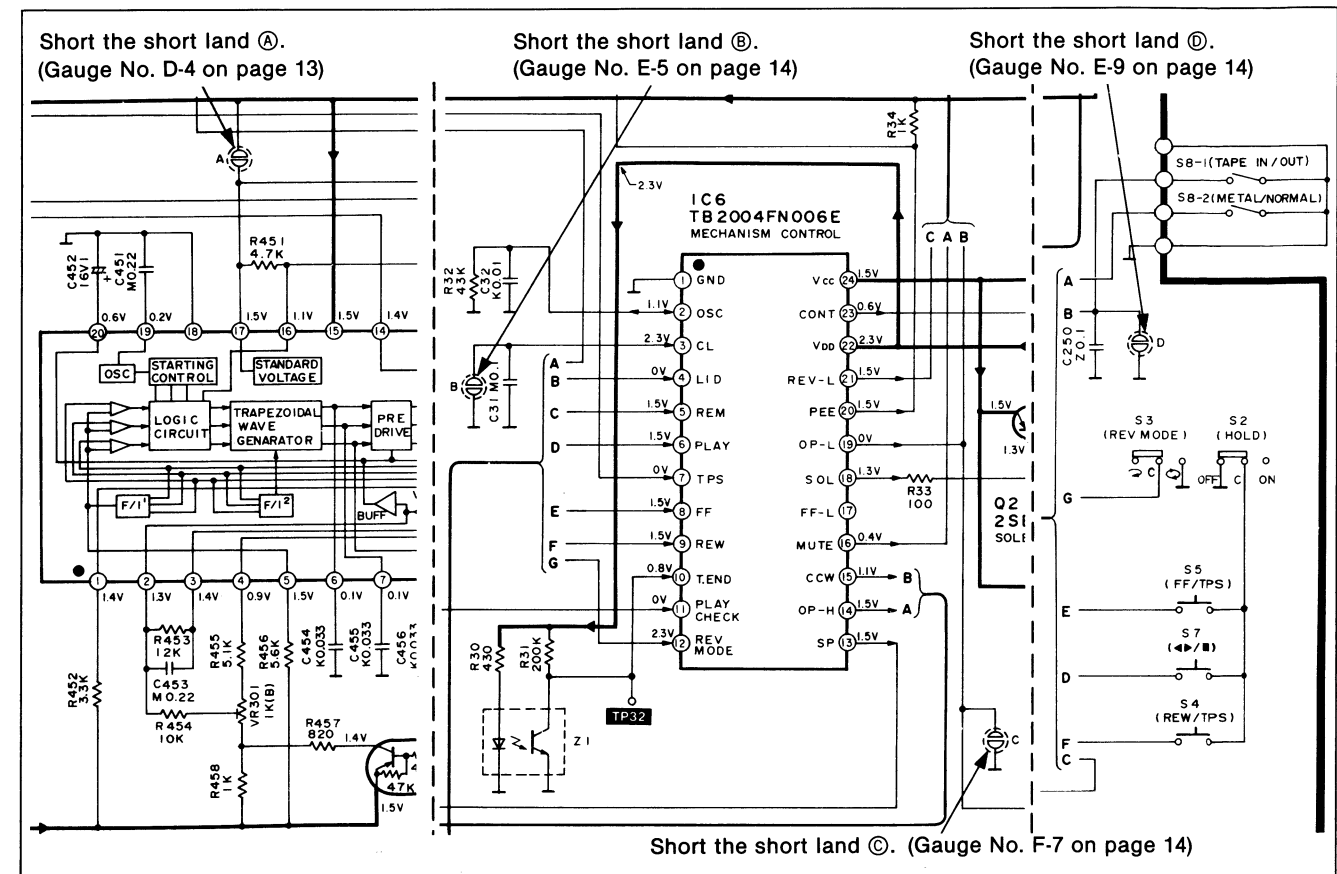 Short the short land Ⓐ.
(Gauge No. D-4 on page 13)
Short the short land Ⓑ.
(Gauge No. E-5 on page 14)
Short the short land Ⓓ.
(Gauge No. E-9 on page 14)
A
R451
4.7K
C452
16V1
+
C451
M0.22
0.6V
0.2V
1.5V
1.1V
1.5V
1.4V
20
19
18
17
16
15
14
OSC
STARTING
CONTROL
STANDARD
VOLTAGE
LOGIC
CIRCUIT
TRAPEZOIDAL
WAVE
GENARATOR
PRE
DRIVE
F/I¹
F/I²
BUFF
1
2
3
4
5
6
7
1.4V
1.3V
1.4V
0.9V
1.5V
0.1V
0.1V
R452
3.3K
R453
12K
C453
M0.22
R454
10K
R455
5.1K
VR301
1K(B)
R456
5.6K
C454
K0.033
C455
K0.033
C456
K0.033
R457
820
1.4V
R458
1K
47K
1.5V
R34
1K
2.3V
IC6
TB2004FN006E
MECHANISM CONTROL
C A B
R32
43K
C32
K0.01
1.1V
2.3V
B
C31 M0.1
A
B
C
D
E
F
G
0V
1.5V
1.5V
0V
1.5V
1.5V
0.8V
0V
2.3V
1 GND
2 OSC
3 CL
4 LID
5 REM
6 PLAY
7 TPS
8 FF
9 REW
10 T.END
11 PLAY
CHECK
12 REV
MODE
Vcc 24 1.5V
CONT 23 0.6V
VDD 22 2.3V
REV-L 21 1.5V
PEE 20 1.5V
OP-L 19 0V
SOL 18 1.3V
FF-L 17
MUTE 16 0.4V
CCW 15 1.1V
OP-H 14 1.5V
SP 13 1.5V
B
A
R33
100
1.5V
1.3V
Q2
R30
430
R31
200K
TP32
Z1
C
Short the short land Ⓒ. (Gauge No. F-7 on page 14)
S8-1(TAPE IN/OUT)
S8-2(METAL/NORMAL)
A
B
C250
Z0.1
D
S3
(REV MODE)
C
S2
(HOLD)
OFF C ON
G
S5
(FF/TPS)
E
S7
(◀▶/■)
D
S4
(REW/TPS)
F
C